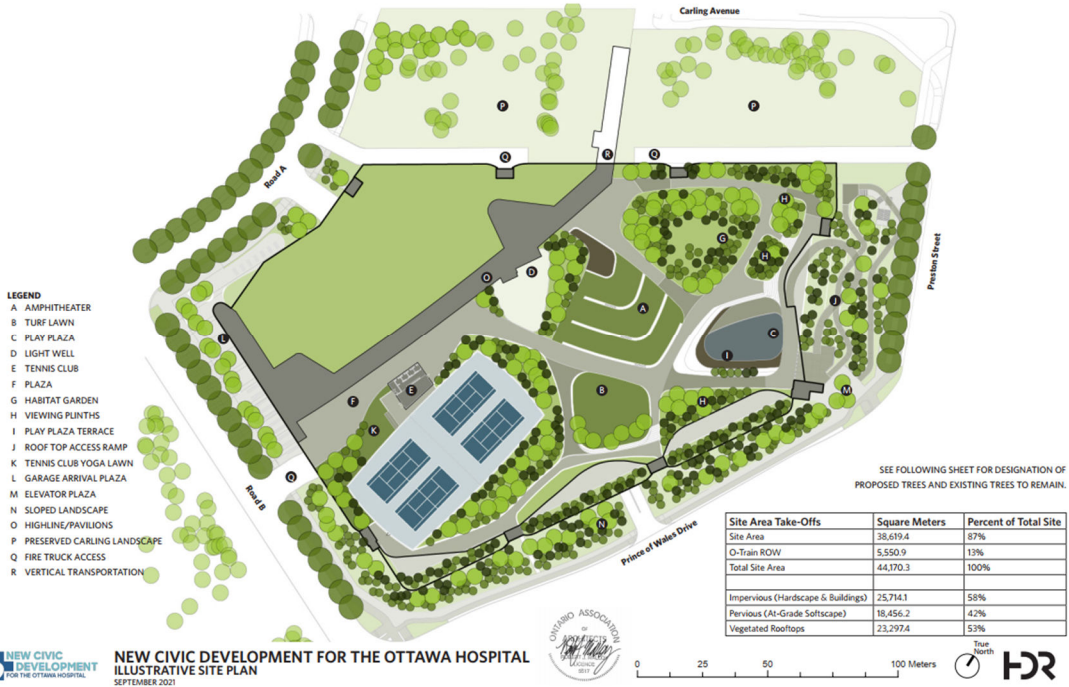 Carling Avenue
P
P
Q
R
Q
Road A
H
G
H
Preston Street
O
D
A
J
C
I
L
E
F
B
H
M
K
Q
Road B
N
Prince of Wales Drive
LEGEND
A AMPHITHEATER
B TURF LAWN
C PLAY PLAZA
D LIGHT WELL
E TENNIS CLUB
F PLAZA
G HABITAT GARDEN
H VIEWING PLINTHS
I PLAY PLAZA TERRACE
J ROOF TOP ACCESS RAMP
K TENNIS CLUB YOGA LAWN
L GARAGE ARRIVAL PLAZA
M ELEVATOR PLAZA
N SLOPED LANDSCAPE
O HIGHLINE/PAVILIONS
P PRESERVED CARLING LANDSCAPE
Q FIRE TRUCK ACCESS
R VERTICAL TRANSPORTATION
SEE FOLLOWING SHEET FOR DESIGNATION OF
PROPOSED TREES AND EXISTING TREES TO REMAIN.
Site Area Take-Offs Square Meters Percent of Total Site
Site Area 38,619.4 87%
O-Train ROW 5,550.9 13%
Total Site Area 44,170.3 100%
Impervious (Hardscape & Buildings) 25,714.1 58%
Pervious (At-Grade Softscape) 18,456.2 42%
Vegetated Rooftops 23,297.4 53%
NEW CIVIC
DEVELOPMENT
FOR THE OTTAWA HOSPITAL
NEW CIVIC DEVELOPMENT FOR THE OTTAWA HOSPITAL
ILLUSTRATIVE SITE PLAN
SEPTEMBER 2021
ONTARIO ASSOCIATION
OF
ARCHITECTS
LICENCE
0 25 50 100 Meters
True
North
HDR